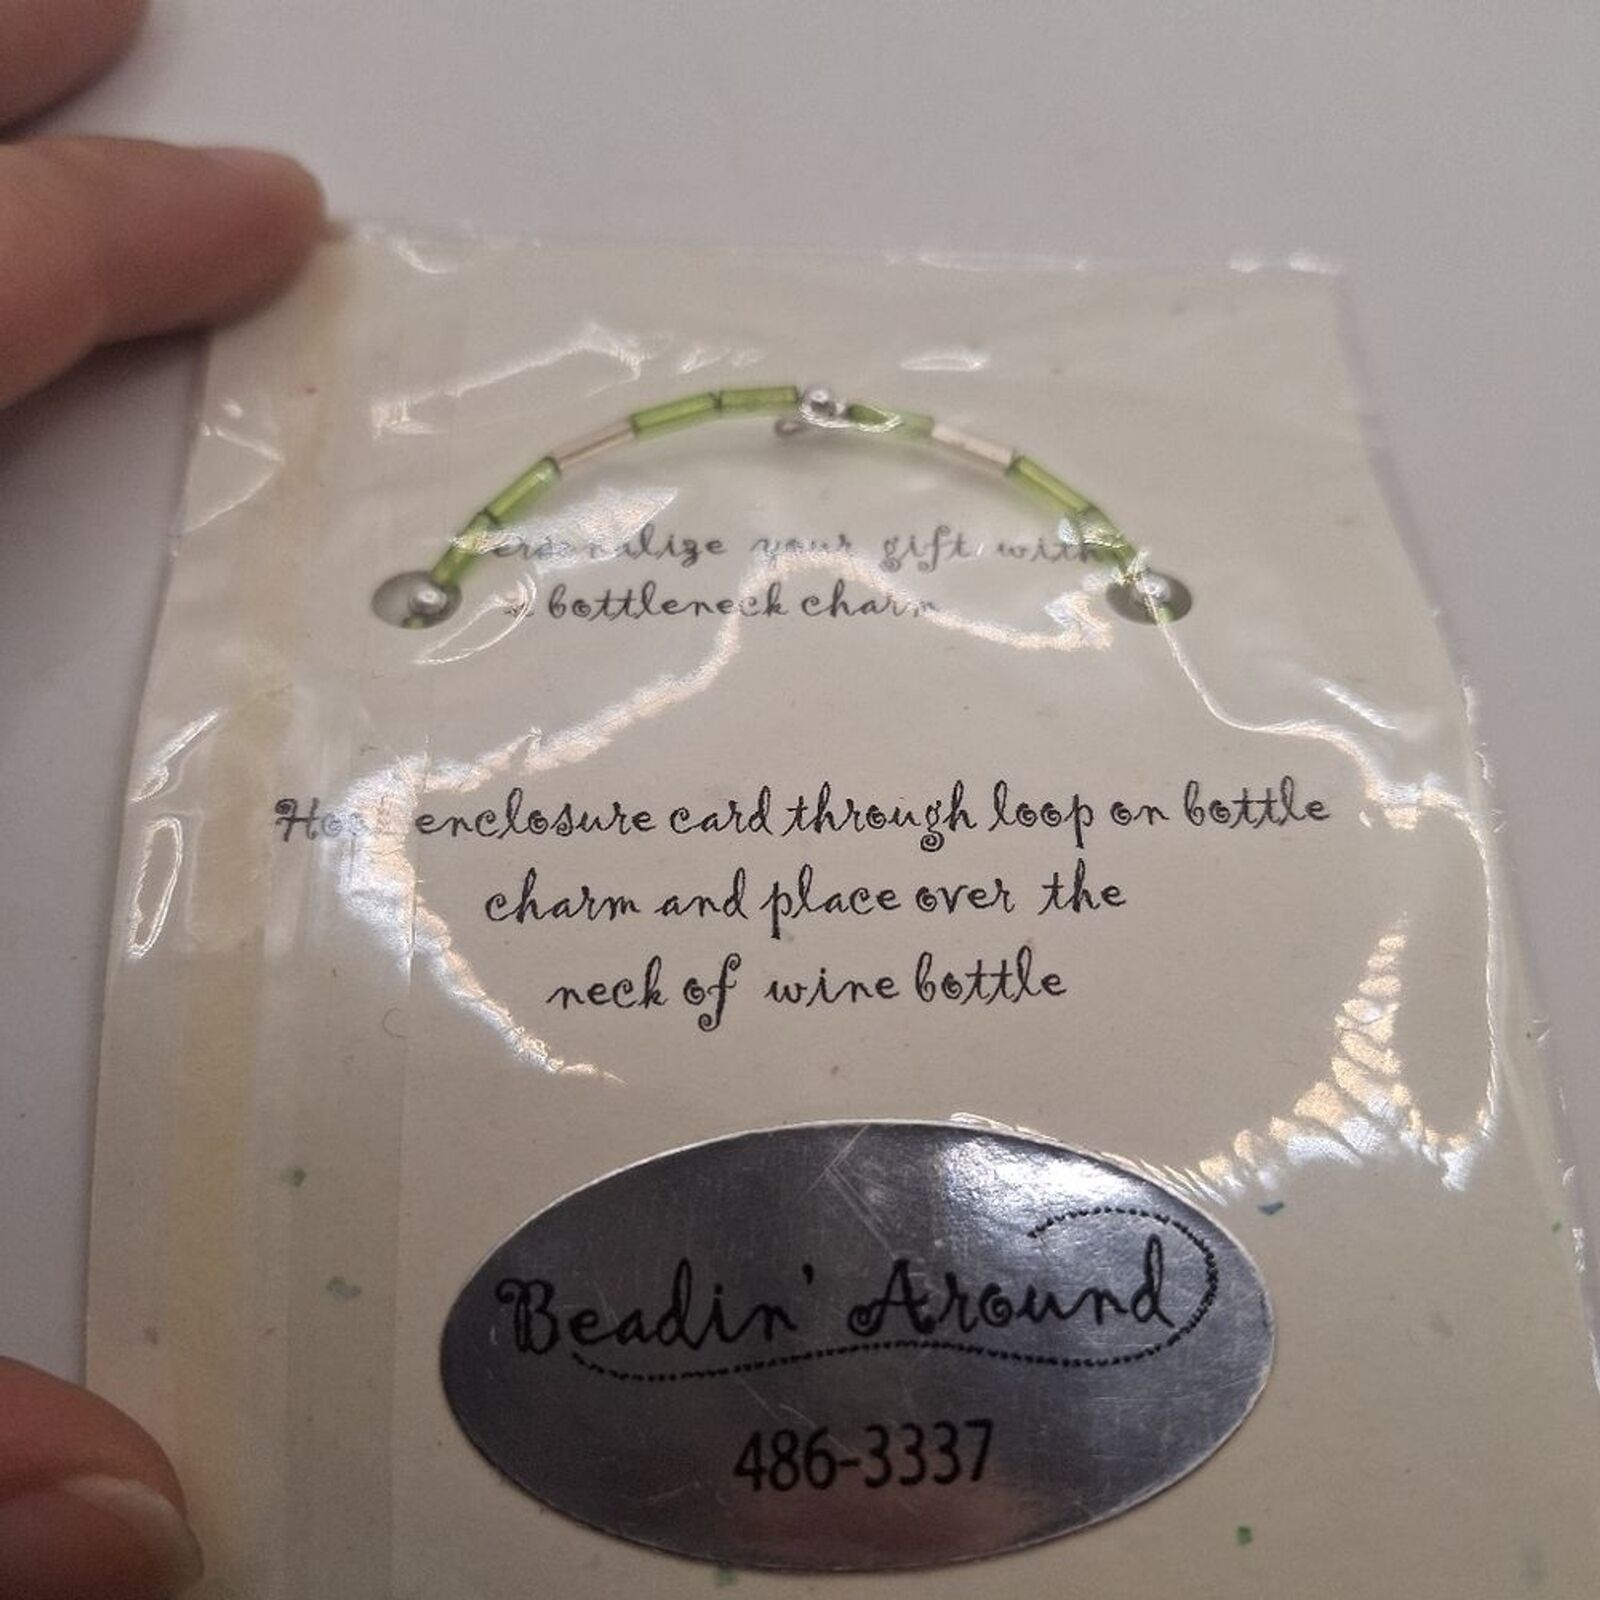 Personalize your gift with
a bottleneck charm
enclosure card through loop on bottle
charm and place over the
neck of wine bottle
Beadin' Around
486-3337